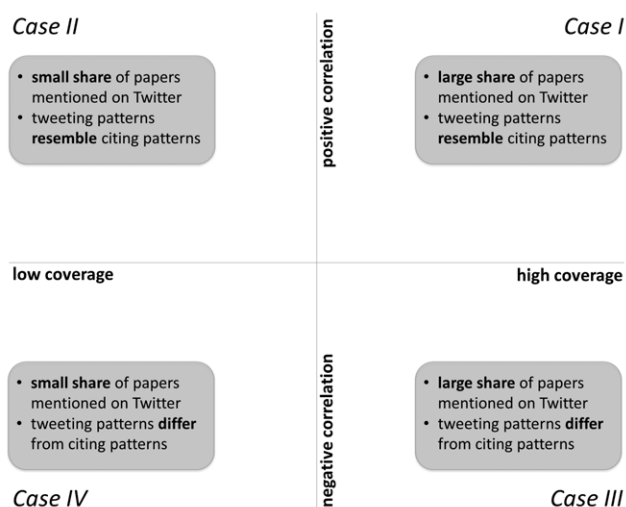 Case II
Case I
• small share of papers
mentioned on Twitter
• tweeting patterns
resemble citing patterns
positive correlation
• large share of papers
mentioned on Twitter
• tweeting patterns
resemble citing patterns
low coverage
high coverage
• small share of papers
mentioned on Twitter
• tweeting patterns differ
from citing patterns
negative correlation
• large share of papers
mentioned on Twitter
• tweeting patterns differ
from citing patterns
Case IV
Case III